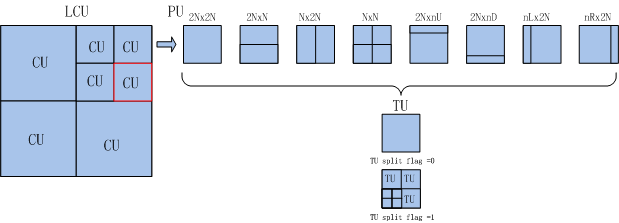 LCU
PU
2Nx2N
2NxN
Nx2N
NxN
2NxnU
2NxnD
nLx2N
nRx2N
CU
CU
CU
CU
CU
CU
CU
TU
TU split flag =0
TU
TU
TU
TU split flag =1